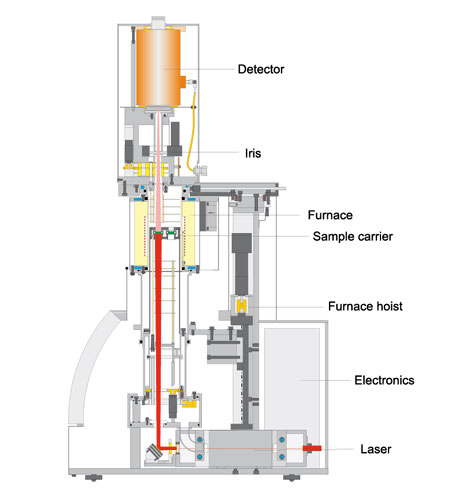 Detector
Iris
Furnace
Sample carrier
Furnace hoist
Electronics
Laser